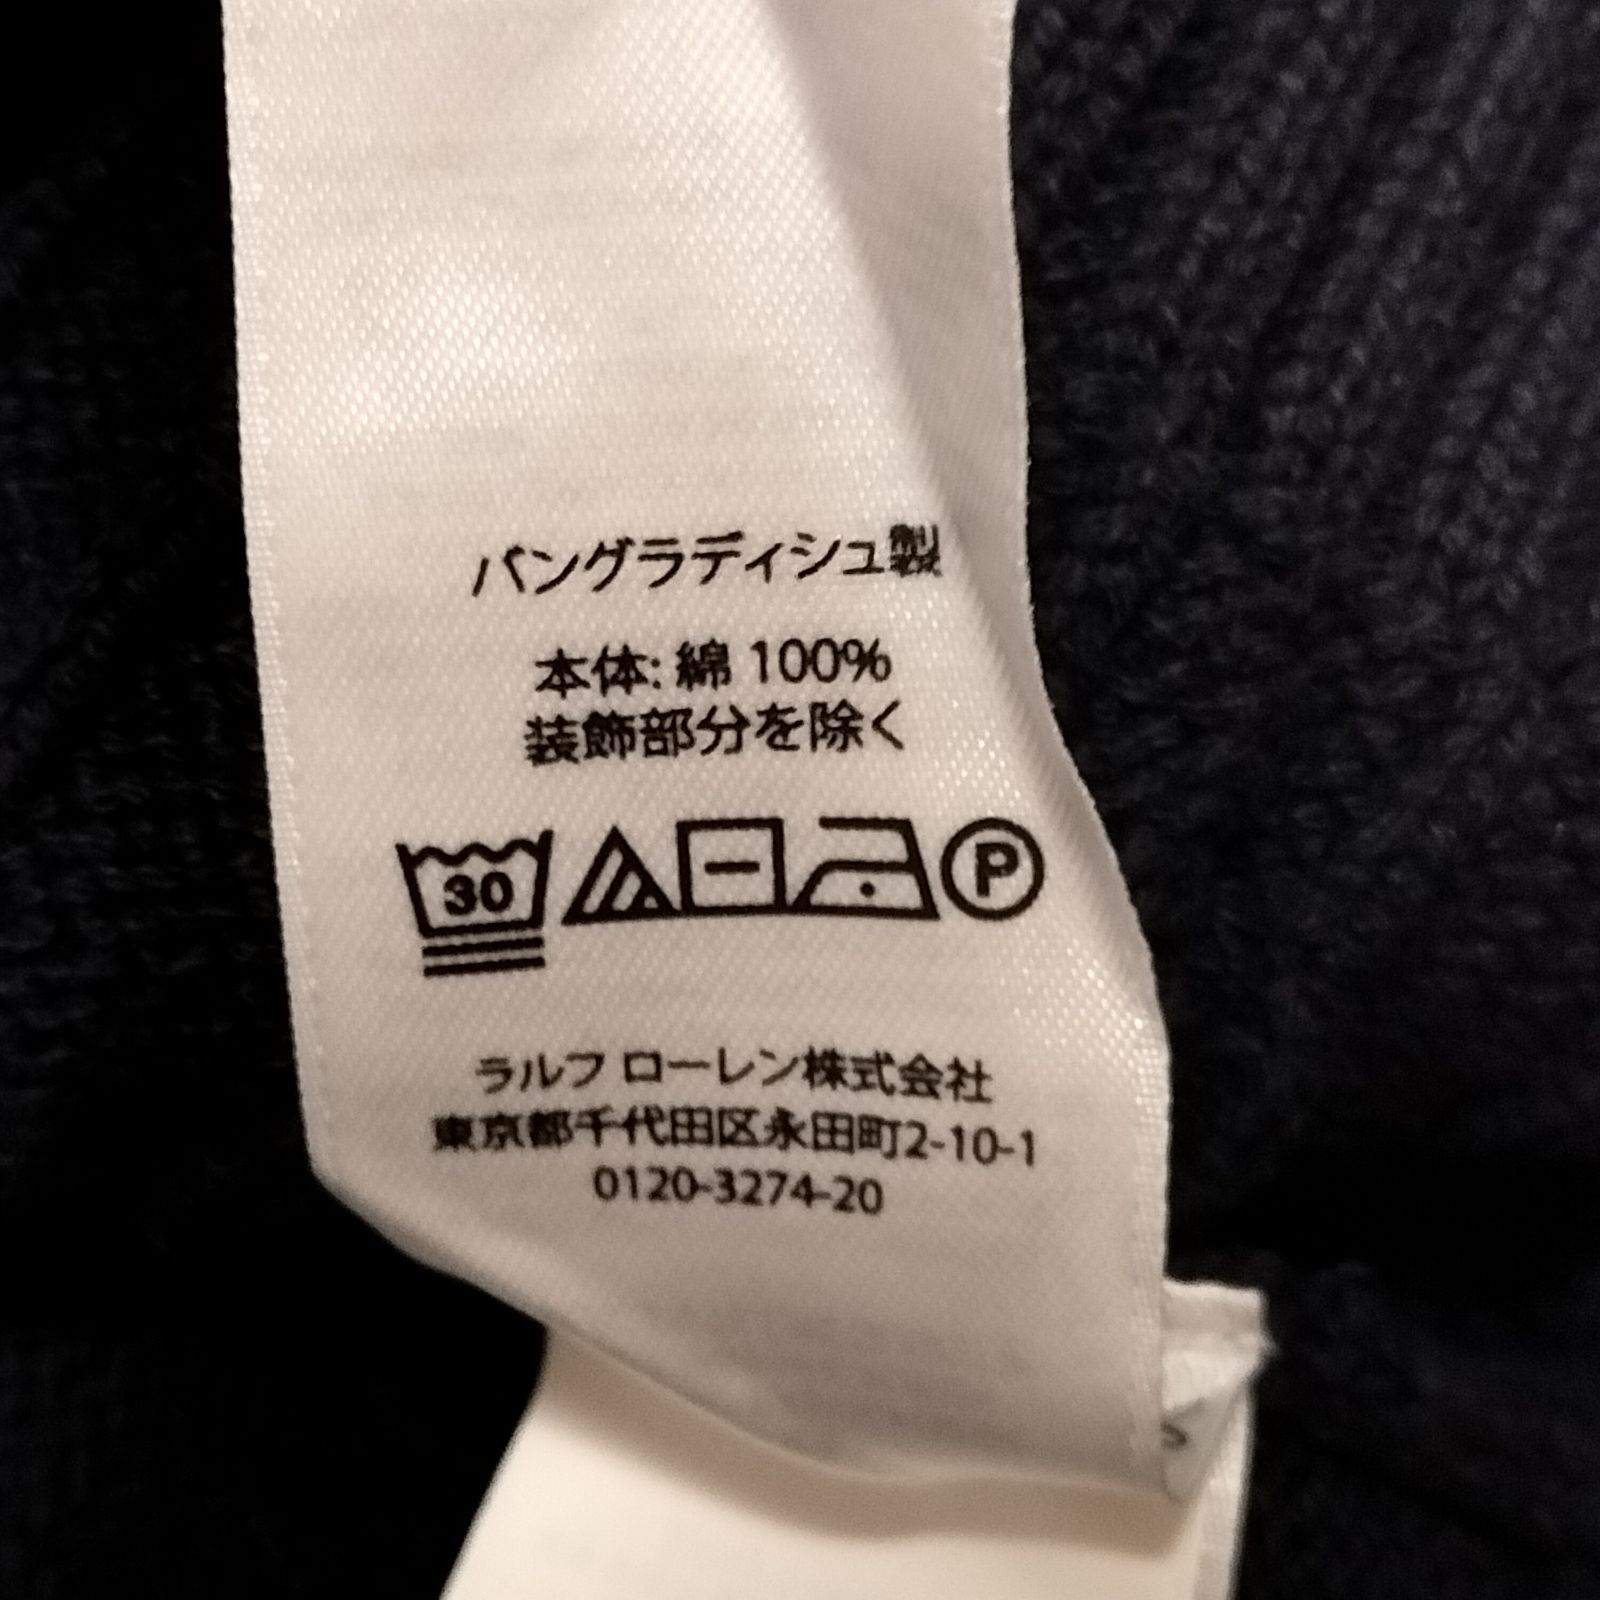 バングラディシュ製
本体: 綿 100%
装飾部分を除く
30 P
ラルフ ローレン株式会社
東京都千代田区永田町2-10-1
0120-3274-20